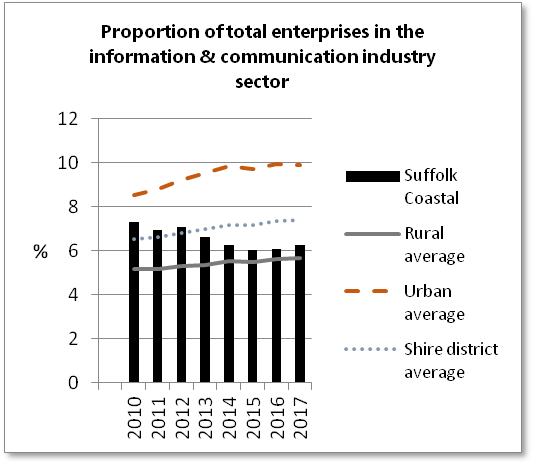 Proportion of total enterprises in the
information & communication industry
sector
12
10
8
6
4
2
0
%
2010
2011
2012
2013
2014
2015
2016
2017
Suffolk
Coastal
Rural
average
Urban
average
Shire district
average